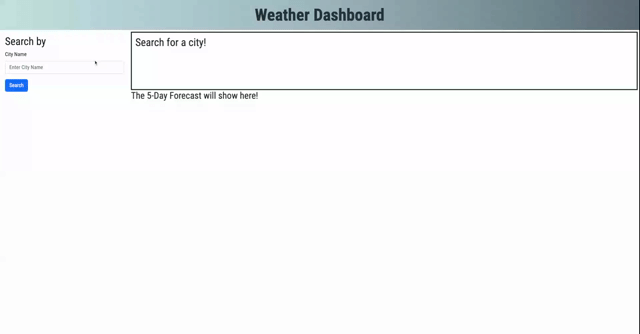 Weather Dashboard
Search by
City Name
Enter City Name
Search
Search for a city!
The 5-Day Forecast will show here!